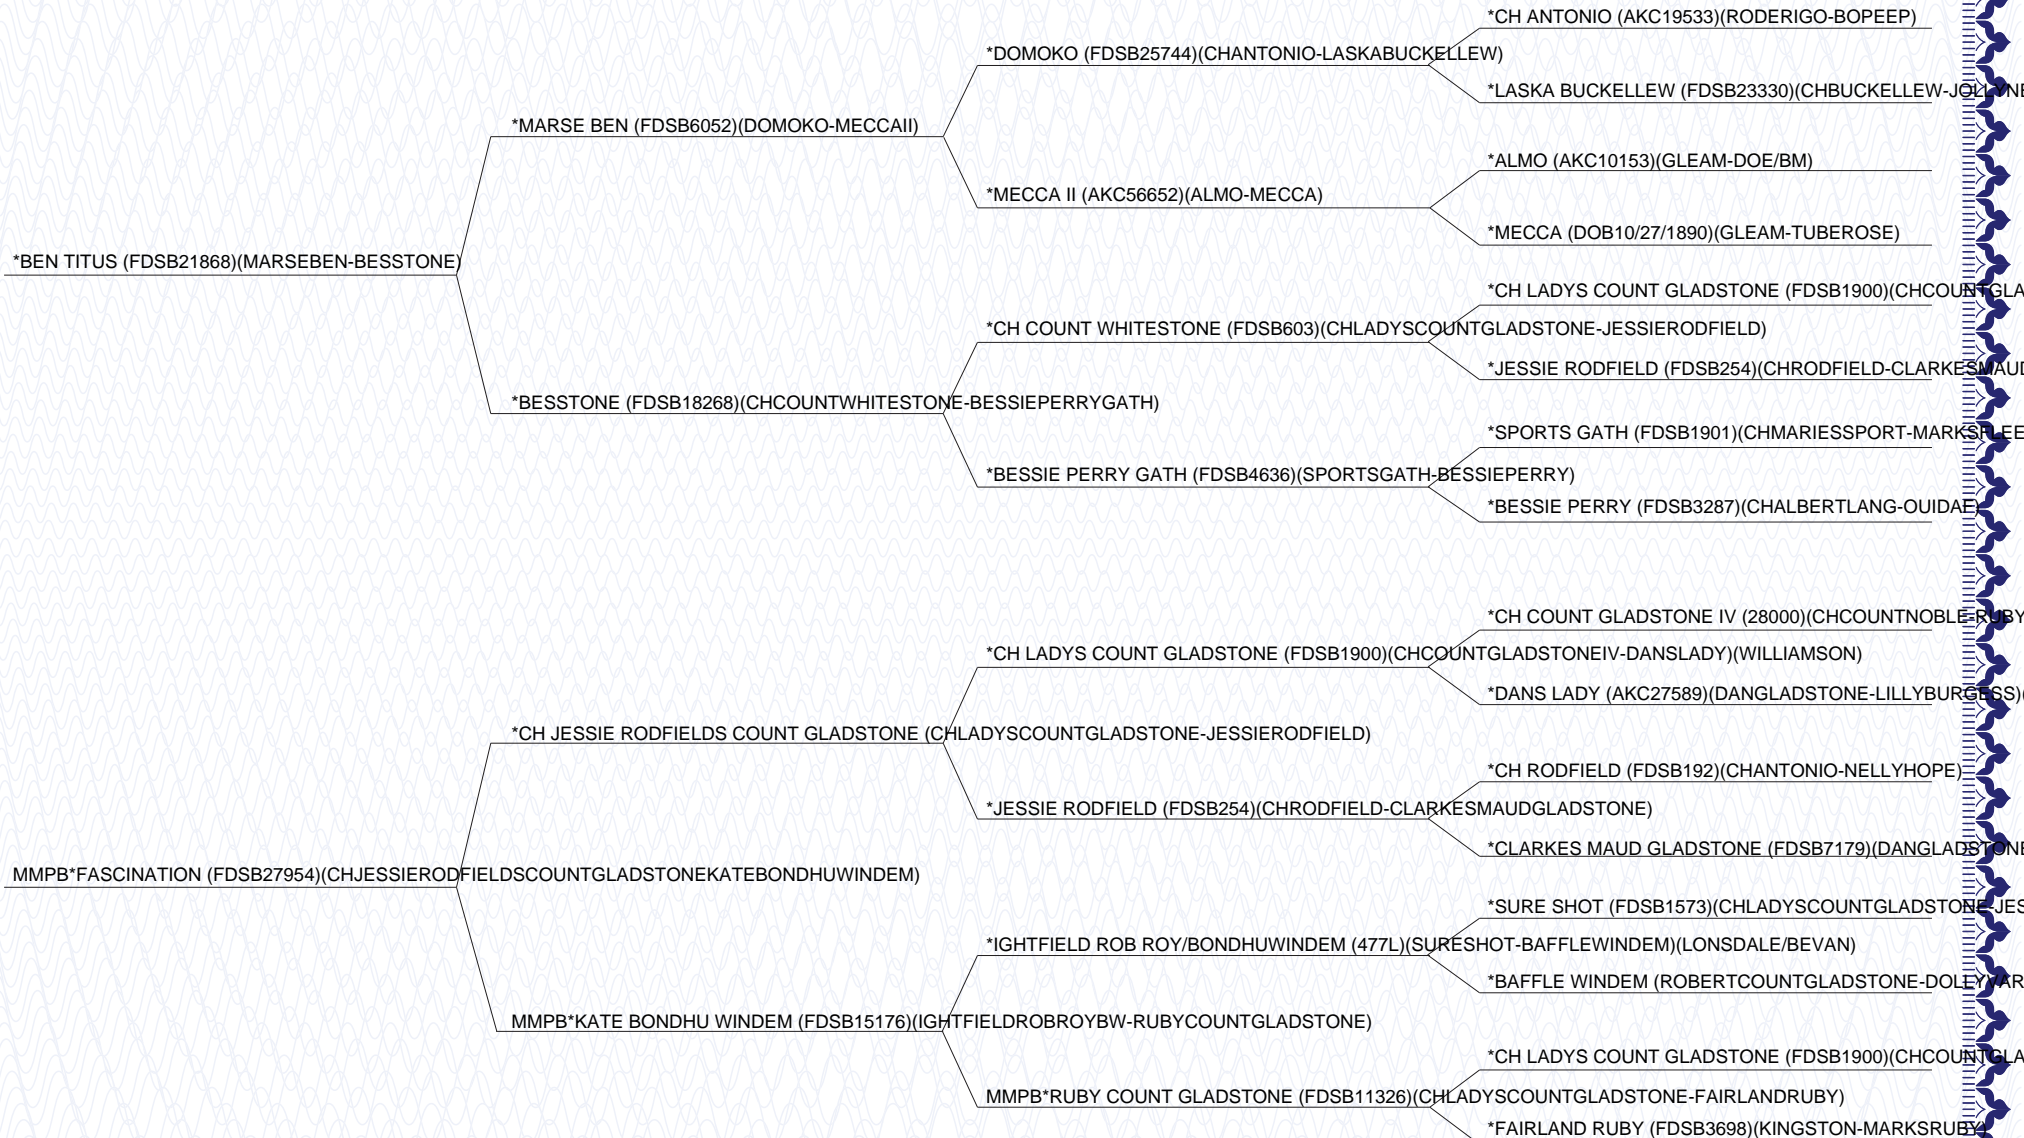 *CH ANTONIO (AKC19533)(RODERIGO-BOPEEP)
*DOMOKO (FDSB25744)(CHANTONIO-LASKABUCKELLEW)
*LASKA BUCKELLEW (FDSB23330)(CHBUCKELLEW-JOLLYNE
*MARSE BEN (FDSB6052)(DOMOKO-MECCAII)
*ALMO (AKC10153)(GLEAM-DOE/BM)
*MECCA II (AKC56652)(ALMO-MECCA)
*MECCA (DOB10/27/1890)(GLEAM-TUBEROSE)
*BEN TITUS (FDSB21868)(MARSEBEN-BESSTONE)
*CH LADYS COUNT GLADSTONE (FDSB1900)(CHCOUNTGLA
*CH COUNT WHITESTONE (FDSB603)(CHLADYSCOUNTGLADSTONE-JESSIERODFIELD)
*JESSIE RODFIELD (FDSB254)(CHRODFIELD-CLARKESMAUD
*BESSTONE (FDSB18268)(CHCOUNTWHITESTONE-BESSIEPERRYGATH)
*SPORTS GATH (FDSB1901)(CHMARIESSPORT-MARKSFLEE
*BESSIE PERRY GATH (FDSB4636)(SPORTSGATH-BESSIEPERRY)
*BESSIE PERRY (FDSB3287)(CHALBERTLANG-OUIDAF)
*CH COUNT GLADSTONE IV (28000)(CHCOUNTNOBLE-RUBY
*CH LADYS COUNT GLADSTONE (FDSB1900)(CHCOUNTGLADSTONEIV-DANSLADY)(WILLIAMSON)
*DANS LADY (AKC27589)(DANGLADSTONE-LILLYBURGESS)(
*CH JESSIE RODFIELDS COUNT GLADSTONE (CHLADYSCOUNTGLADSTONE-JESSIERODFIELD)
*CH RODFIELD (FDSB192)(CHANTONIO-NELLYHOPE)
*JESSIE RODFIELD (FDSB254)(CHRODFIELD-CLARKESMAUDGLADSTONE)
*CLARKES MAUD GLADSTONE (FDSB7179)(DANGLADSTONE
MMPB*FASCINATION (FDSB27954)(CHJESSIERODFIELDSCOUNTGLADSTONEKATEBONDHUWINDEM)
*SURE SHOT (FDSB1573)(CHLADYSCOUNTGLADSTONE-JES
*IGHTFIELD ROB ROY/BONDHUWINDEM (477L)(SURESHOT-BAFFLEWINDEM)(LONSDALE/BEVAN)
*BAFFLE WINDEM (ROBERTCOUNTGLADSTONE-DOLLYVAR
MMPB*KATE BONDHU WINDEM (FDSB15176)(IGHTFIELDROBROYBW-RUBYCOUNTGLADSTONE)
*CH LADYS COUNT GLADSTONE (FDSB1900)(CHCOUNTGLA
MMPB*RUBY COUNT GLADSTONE (FDSB11326)(CHLADYSCOUNTGLADSTONE-FAIRLANDRUBY)
*FAIRLAND RUBY (FDSB3698)(KINGSTON-MARKSRUBY)